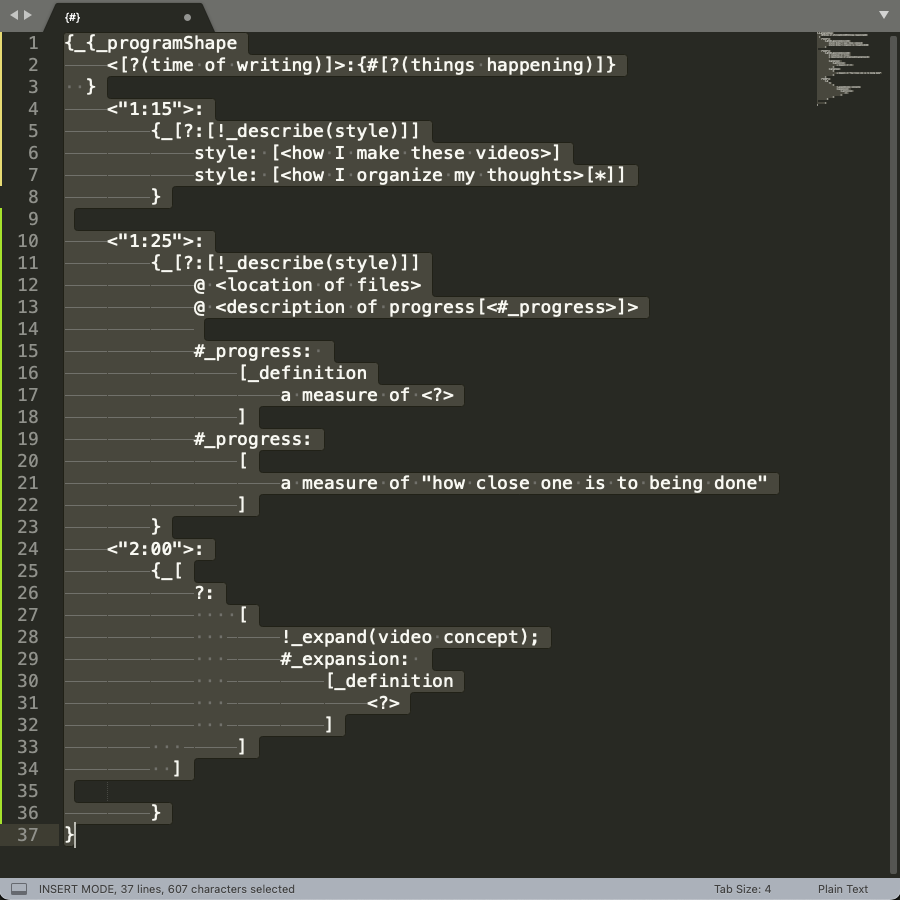 {#}
1 {_{_programShape
2 <[?(time of writing)]>:{#[?(things happening)]}
3 }
4 <"1:15">:
5 {_[?:[!_describe(style)]]
6 style: [<how I make these videos>]
7 style: [<how I organize my thoughts>[*]]
8 }
9
10 <"1:25">:
11 {_[?:[!_describe(style)]]
12 @ <location of files>
13 @ <description of progress[<#_progress>]>
14
15 #_progress:
16 [_definition
17 a measure of <?>
18 ]
19 #_progress:
20 [
21 a measure of "how close one is to being done"
22 ]
23 }
24 <"2:00">:
25 {_[
26 ?:
27 [
28 !_expand(video concept);
29 #_expansion:
30 [_definition
31 <?>
32 ]
33 ]
34 ]
35
36 }
37 }
INSERT MODE, 37 lines, 607 characters selected Tab Size: 4 Plain Text